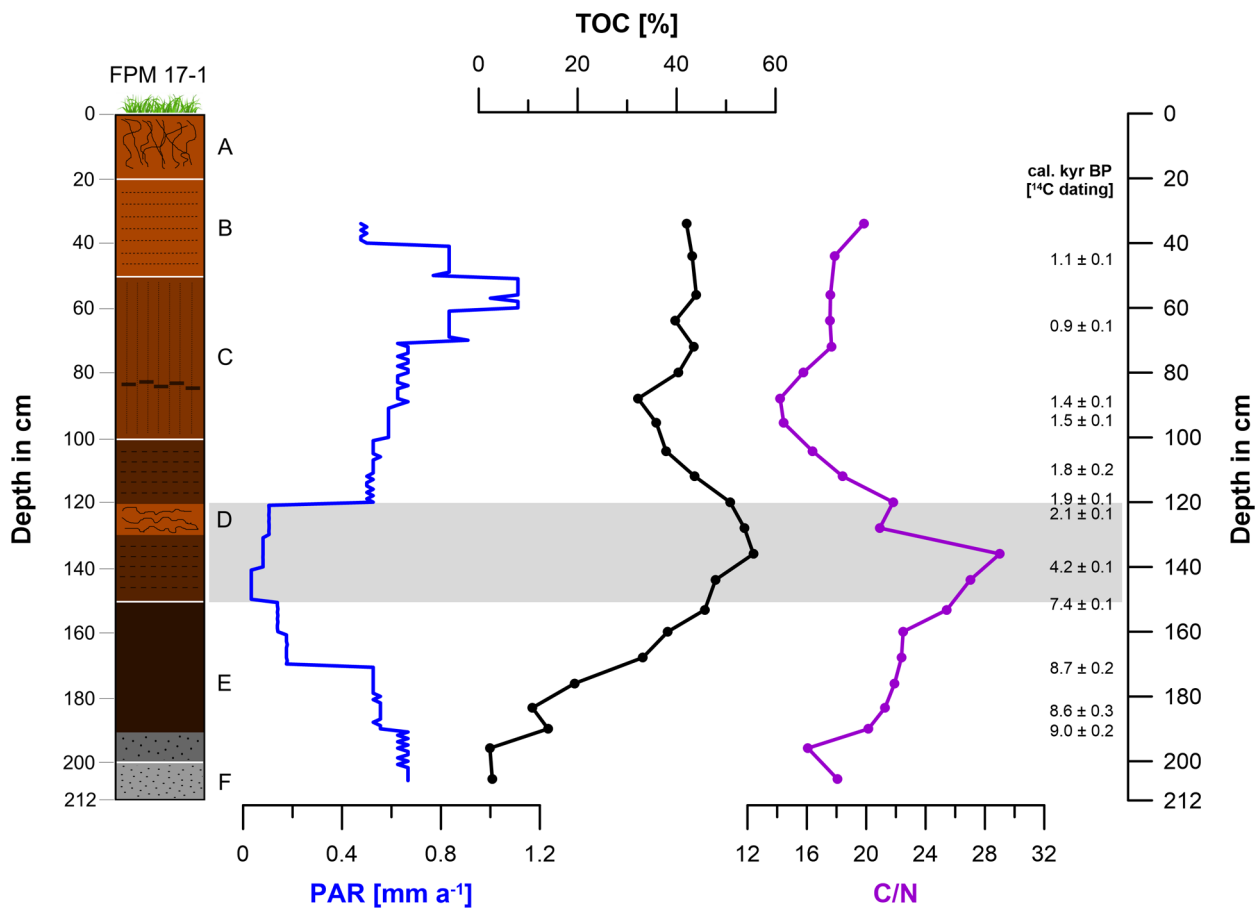 TOC [%]
0 20 40 60
FPM 17-1
0
20
40
60
80
100
120
140
160
180
200
212
Depth in cm
A
B
C
D
E
F
cal. kyr BP
[¹⁴C dating]
1.1 ± 0.1
0.9 ± 0.1
1.4 ± 0.1
1.5 ± 0.1
1.8 ± 0.2
1.9 ± 0.1
2.1 ± 0.1
4.2 ± 0.1
7.4 ± 0.1
8.7 ± 0.2
8.6 ± 0.3
9.0 ± 0.2
0
20
40
60
80
100
120
140
160
180
200
212
Depth in cm
0 0.4 0.8 1.2
PAR [mm a⁻¹]
12 16 20 24 28 32
C/N